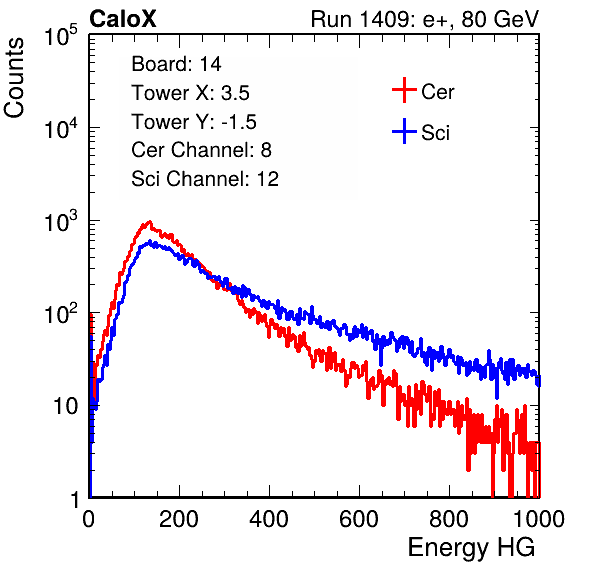 CaloX Run 1409: e+, 80 GeV
Counts
Board: 14
Tower X: 3.5
Tower Y: -1.5
Cer Channel: 8
Sci Channel: 12
Cer
Sci
10^5
10^4
10^3
10^2
10
1
0 200 400 600 800 1000
Energy HG